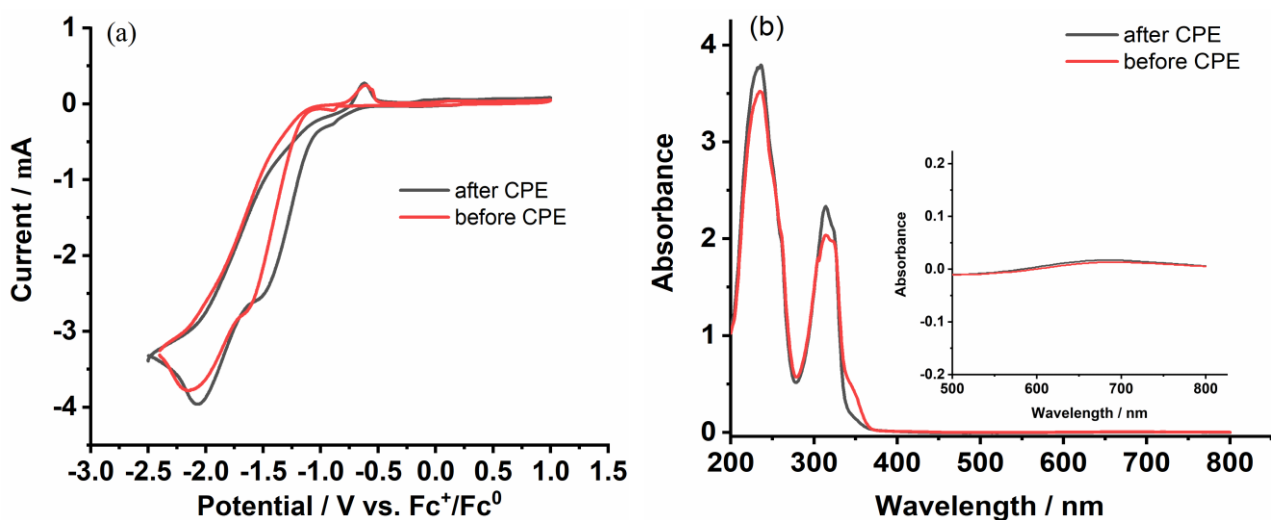 (a)
after CPE
before CPE
Current / mA
1
0
-1
-2
-3
-4
-3.0 -2.5 -2.0 -1.5 -1.0 -0.5 0.0 0.5 1.0 1.5
Potential / V vs. Fc⁺/Fc⁰
(b)
after CPE
before CPE
Absorbance
4
3
2
1
0
200 300 400 500 600 700 800
Wavelength / nm
Absorbance
0.2
0.1
0.0
-0.1
-0.2
500 600 700 800
Wavelength / nm